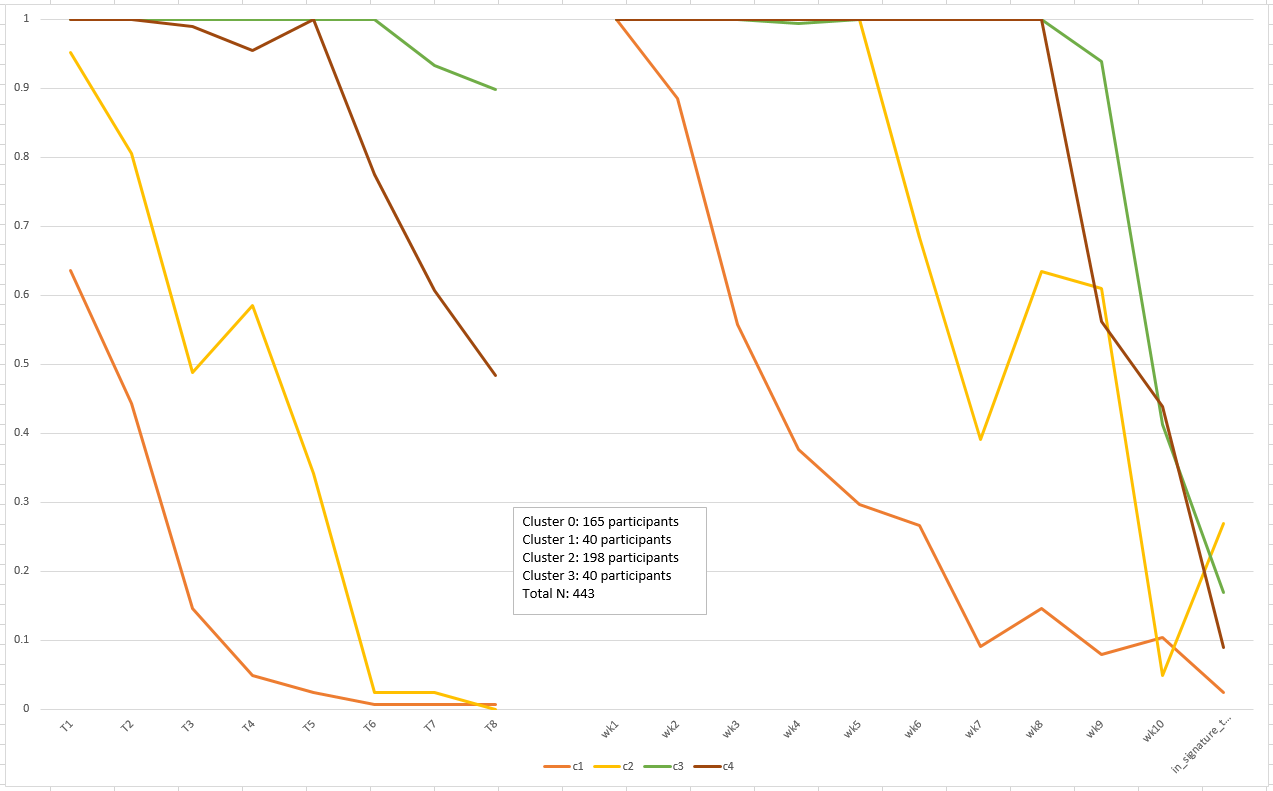 1
0.9
0.8
0.7
0.6
0.5
0.4
0.3
0.2
0.1
0
Cluster 0: 165 participants
Cluster 1: 40 participants
Cluster 2: 198 participants
Cluster 3: 40 participants
Total N: 443
T1 T2 T3 T4 T5 T6 T7 T8 wk1 wk2 wk3 wk4 wk5 wk6 wk7 wk8 wk9 wk10 in_signature_t...
c1 c2 c3 c4